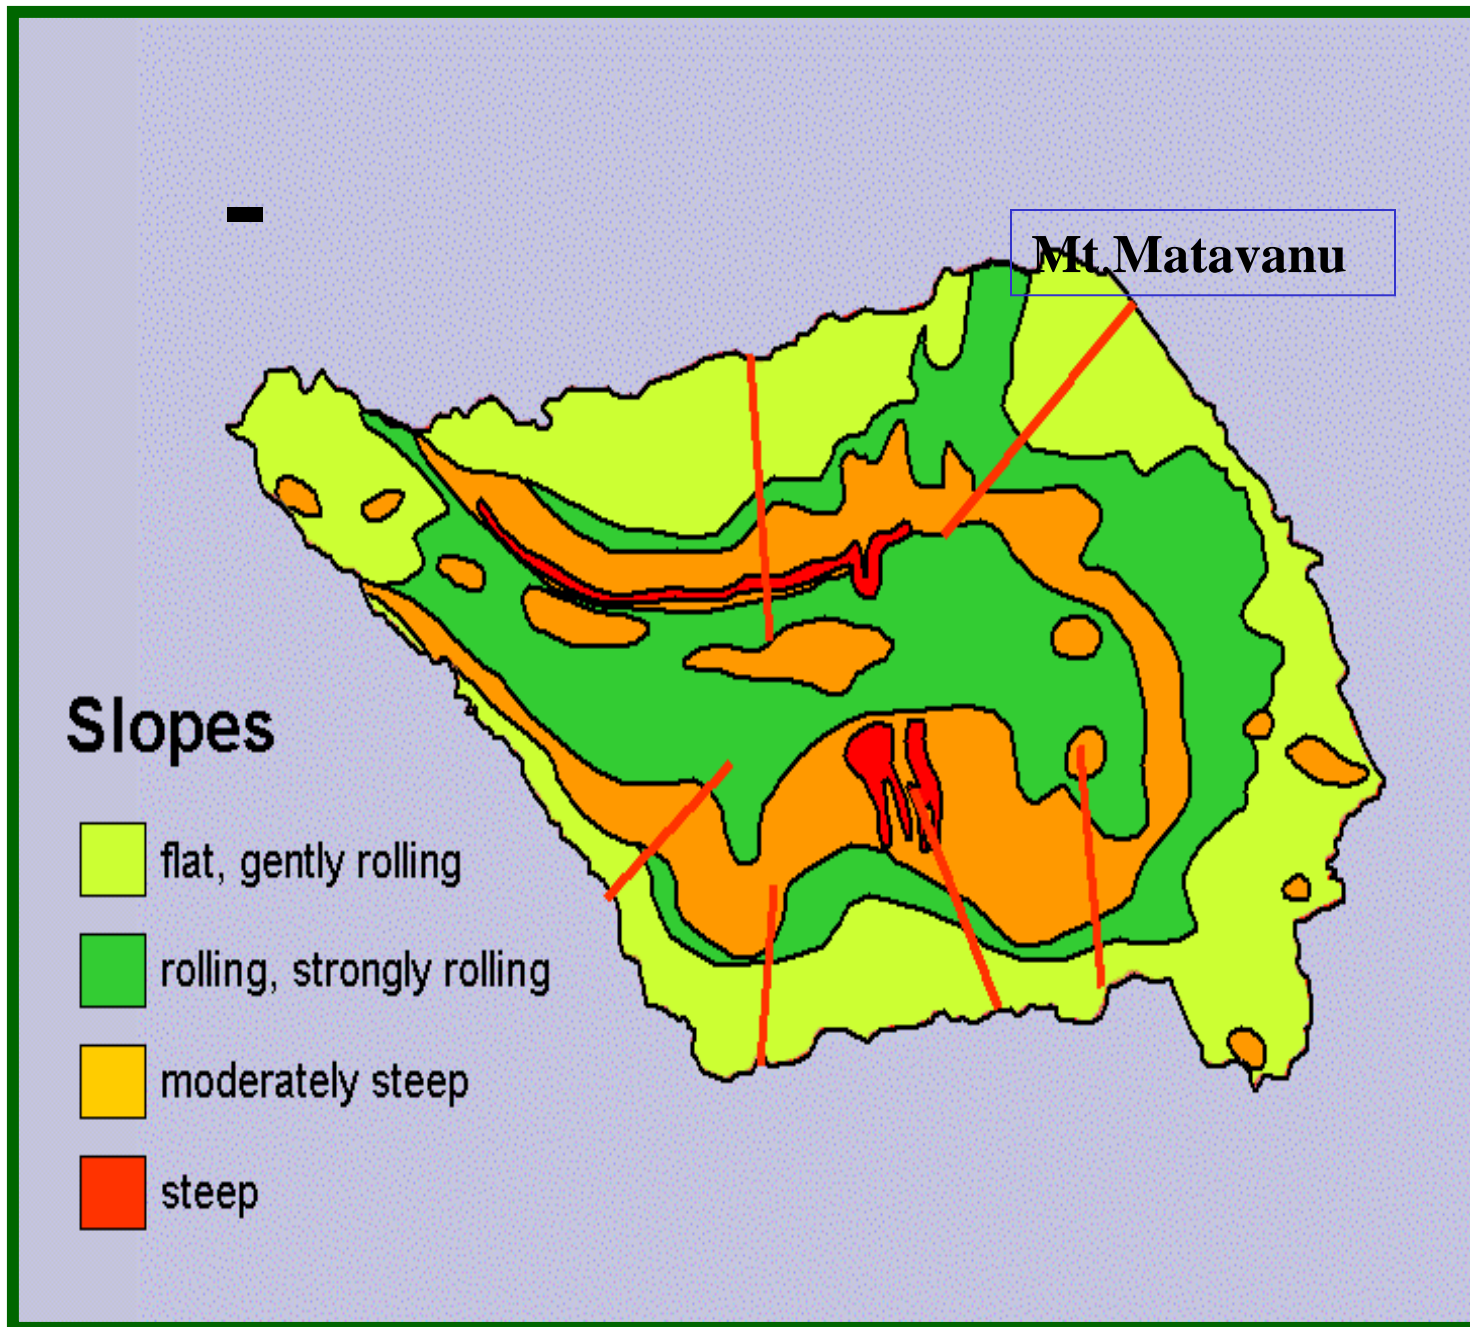 Mt Matavanu
Slopes
flat, gently rolling
rolling, strongly rolling
moderately steep
steep